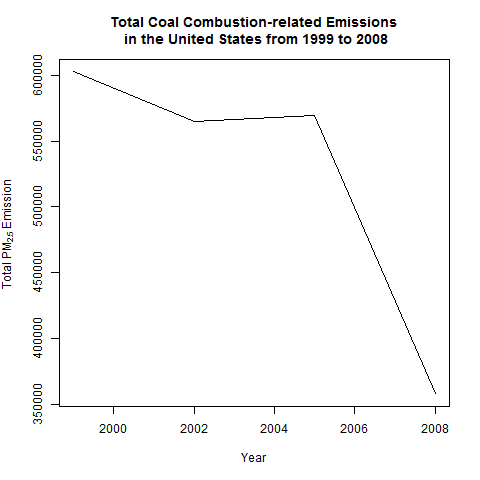 Total Coal Combustion-related Emissions
in the United States from 1999 to 2008
600000
550000
500000
450000
400000
350000
Total PM2.5 Emission
2000 2002 2004 2006 2008
Year